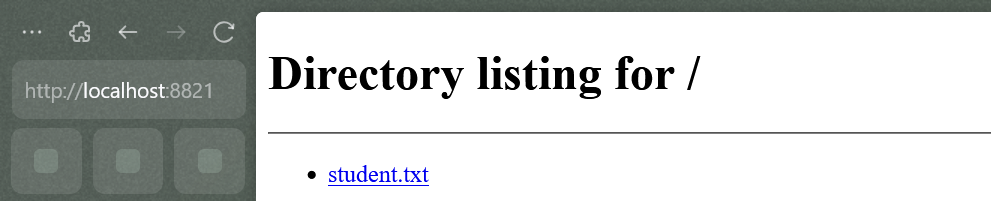 http://localhost:8821
Directory listing for /
student.txt